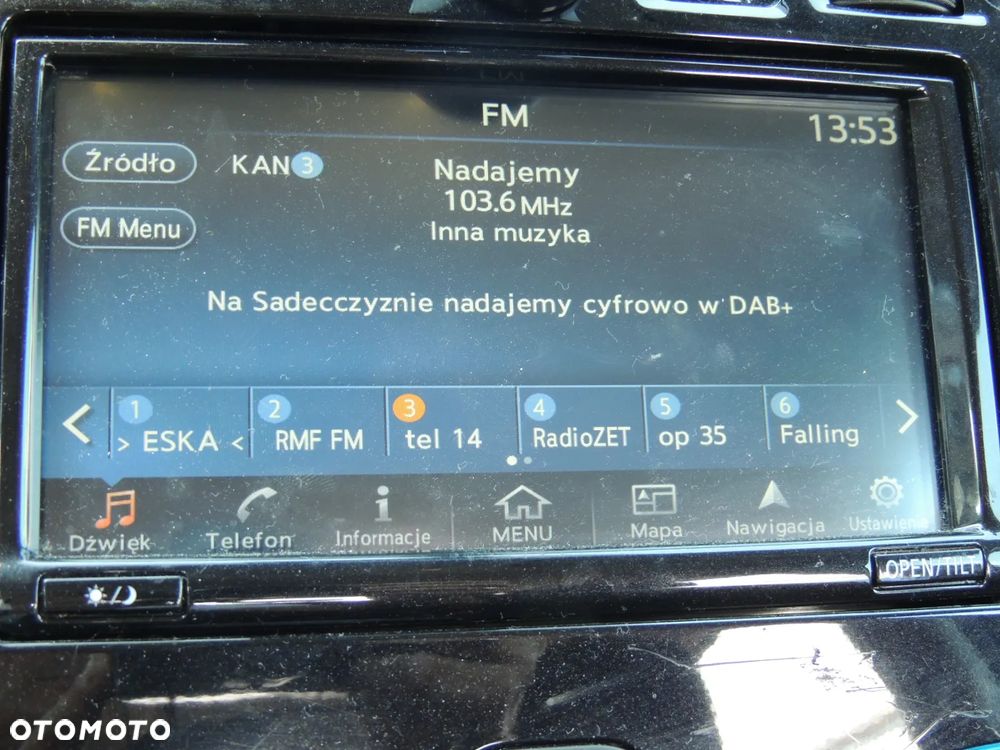 FM
13:53
Źródło
KAN 3
Nadajemy
103.6 MHz
FM Menu
Inna muzyka
Na Sadecczyznie nadajemy cyfrowo w DAB+
1
> ESKA <
2
RMF FM
3
tel 14
4
RadioZET
5
op 35
6
Falling
Dźwięk
Telefon
Informacje
MENU
Mapa
Nawigacja
Ustawienia
OPEN/TILT
OTOMOTO